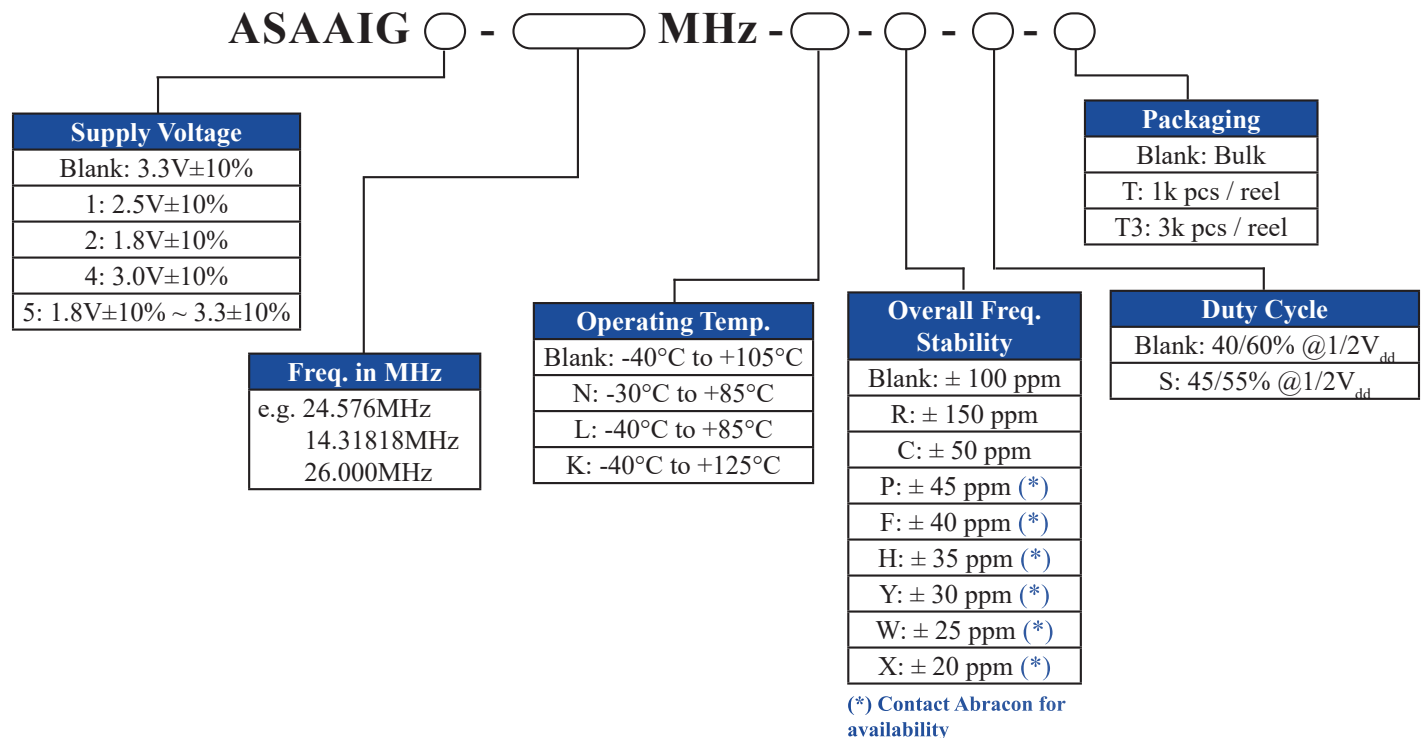 ASAAIG - MHz - - - -
Supply Voltage
Blank: 3.3V±10%
1: 2.5V±10%
2: 1.8V±10%
4: 3.0V±10%
5: 1.8V±10% ~ 3.3±10%
Freq. in MHz
e.g. 24.576MHz
14.31818MHz
26.000MHz
Operating Temp.
Blank: -40°C to +105°C
N: -30°C to +85°C
L: -40°C to +85°C
K: -40°C to +125°C
Overall Freq.
Stability
Blank: ± 100 ppm
R: ± 150 ppm
C: ± 50 ppm
P: ± 45 ppm (*)
F: ± 40 ppm (*)
H: ± 35 ppm (*)
Y: ± 30 ppm (*)
W: ± 25 ppm (*)
X: ± 20 ppm (*)
(*) Contact Abracon for
availability
Duty Cycle
Blank: 40/60% @1/2Vdd
S: 45/55% @1/2Vdd
Packaging
Blank: Bulk
T: 1k pcs / reel
T3: 3k pcs / reel